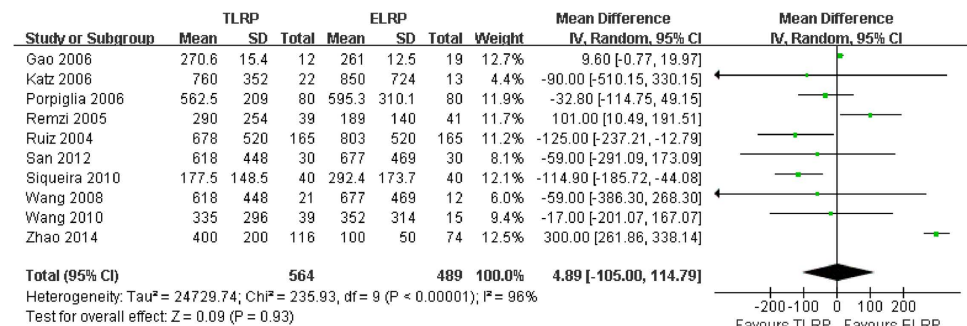 TLRP ELRP Mean Difference Mean Difference
Study or Subgroup Mean SD Total Mean SD Total Weight IV, Random, 95% CI IV, Random, 95% CI
Gao 2006 270.6 15.4 12 261 12.5 19 12.7% 9.60 [-0.77, 19.97]
Katz 2006 760 352 22 850 724 13 4.4% -90.00 [-510.15, 330.15]
Porpiglia 2006 562.5 209 80 595.3 310.1 80 11.9% -32.80 [-114.75, 49.15]
Remzi 2005 290 254 39 189 140 41 11.7% 101.00 [10.49, 191.51]
Ruiz 2004 678 520 165 803 520 165 11.2% -125.00 [-237.21, -12.79]
San 2012 618 448 30 677 469 30 8.1% -59.00 [-291.09, 173.09]
Siqueira 2010 177.5 148.5 40 292.4 173.7 40 12.1% -114.90 [-185.72, -44.08]
Wang 2008 618 448 21 677 469 12 6.0% -59.00 [-386.30, 268.30]
Wang 2010 335 296 39 352 314 15 9.4% -17.00 [-201.07, 167.07]
Zhao 2014 400 200 116 100 50 74 12.5% 300.00 [261.86, 338.14]
Total (95% CI) 564 489 100.0% 4.89 [-105.00, 114.79]
Heterogeneity: Tau² = 24729.74; Chi² = 235.93, df = 9 (P < 0.00001); I² = 96%
Test for overall effect: Z = 0.09 (P = 0.93)
-200 -100 0 100 200
Favours TLRP Favours ELRP